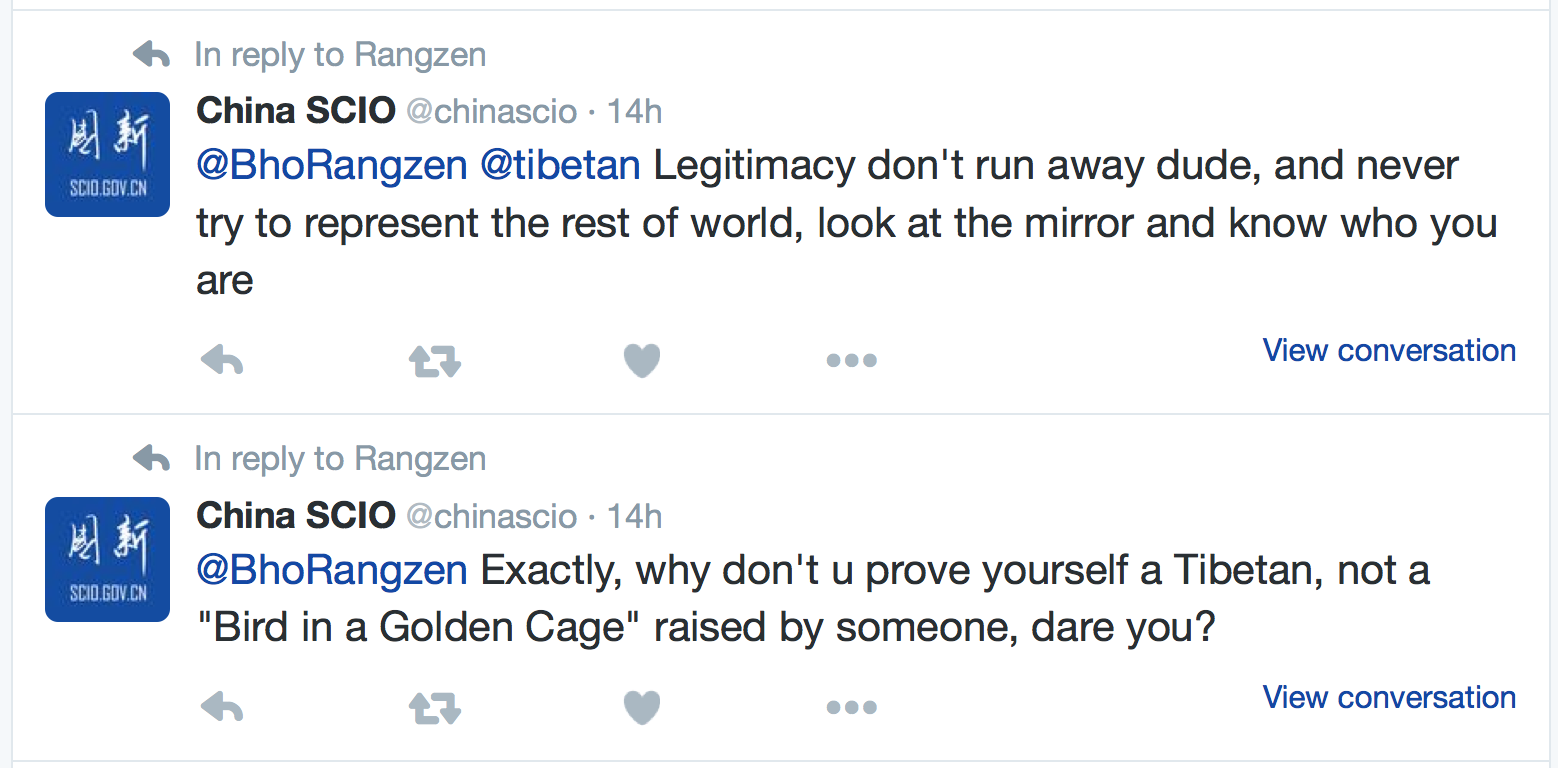 In reply to Rangzen
China SCIO @chinascio · 14h
国新
SCIO.GOV.CN
@BhoRangzen @tibetan Legitimacy don't run away dude, and never
try to represent the rest of world, look at the mirror and know who you
are
View conversation
In reply to Rangzen
China SCIO @chinascio · 14h
国新
SCIO.GOV.CN
@BhoRangzen Exactly, why don't u prove yourself a Tibetan, not a
"Bird in a Golden Cage" raised by someone, dare you?
View conversation